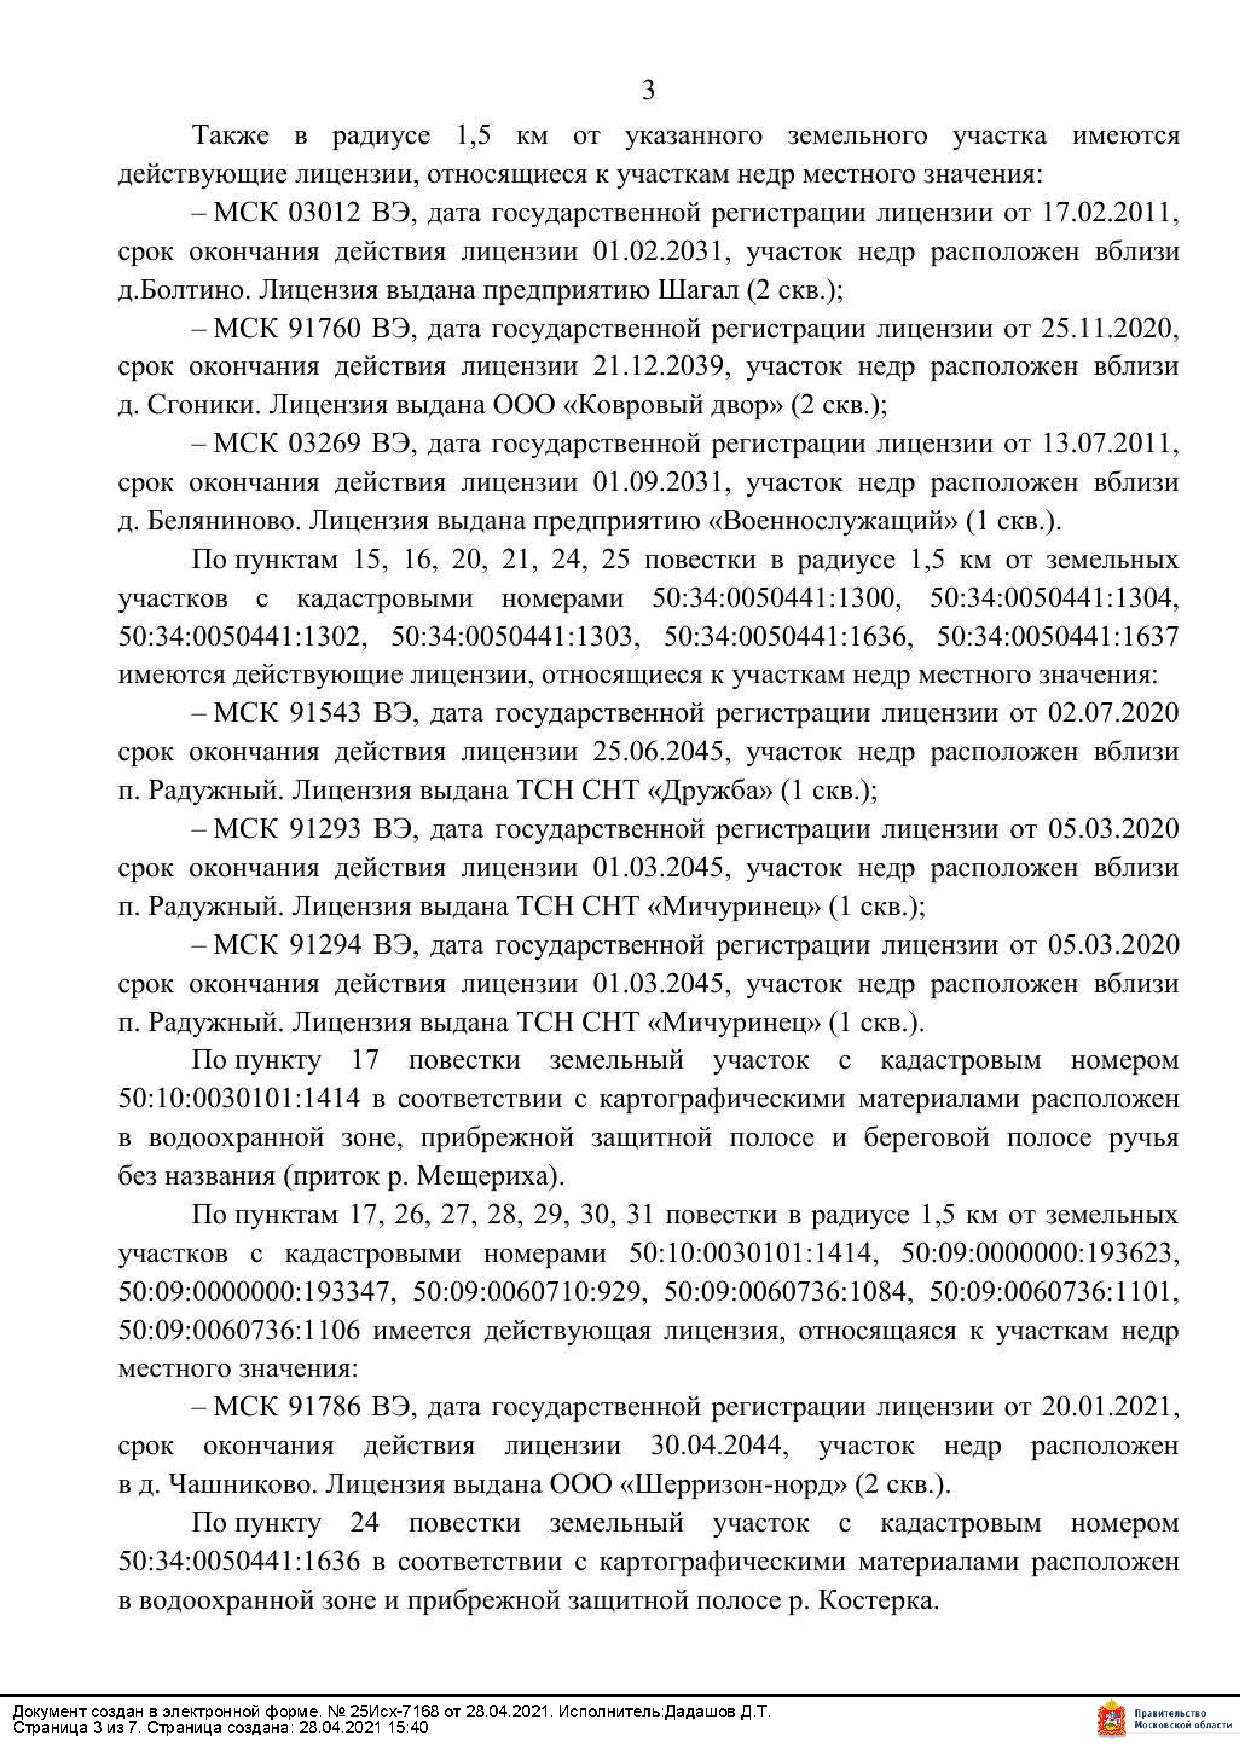 3
Также в радиусе 1,5 км от указанного земельного участка имеются
действующие лицензии, относящиеся к участкам недр местного значения:
– МСК 03012 ВЭ, дата государственной регистрации лицензии от 17.02.2011,
срок окончания действия лицензии 01.02.2031, участок недр расположен вблизи
д.Болтино. Лицензия выдана предприятию Шагал (2 скв.);
– МСК 91760 ВЭ, дата государственной регистрации лицензии от 25.11.2020,
срок окончания действия лицензии 21.12.2039, участок недр расположен вблизи
д. Сгоники. Лицензия выдана ООО «Ковровый двор» (2 скв.);
– МСК 03269 ВЭ, дата государственной регистрации лицензии от 13.07.2011,
срок окончания действия лицензии 01.09.2031, участок недр расположен вблизи
д. Беляниново. Лицензия выдана предприятию «Военнослужащий» (1 скв.).
По пунктам 15, 16, 20, 21, 24, 25 повестки в радиусе 1,5 км от земельных
участков с кадастровыми номерами 50:34:0050441:1300, 50:34:0050441:1304,
50:34:0050441:1302, 50:34:0050441:1303, 50:34:0050441:1636, 50:34:0050441:1637
имеются действующие лицензии, относящиеся к участкам недр местного значения:
– МСК 91543 ВЭ, дата государственной регистрации лицензии от 02.07.2020
срок окончания действия лицензии 25.06.2045, участок недр расположен вблизи
п. Радужный. Лицензия выдана ТСН СНТ «Дружба» (1 скв.);
– МСК 91293 ВЭ, дата государственной регистрации лицензии от 05.03.2020
срок окончания действия лицензии 01.03.2045, участок недр расположен вблизи
п. Радужный. Лицензия выдана ТСН СНТ «Мичуринец» (1 скв.);
– МСК 91294 ВЭ, дата государственной регистрации лицензии от 05.03.2020
срок окончания действия лицензии 01.03.2045, участок недр расположен вблизи
п. Радужный. Лицензия выдана ТСН СНТ «Мичуринец» (1 скв.).
По пункту 17 повестки земельный участок с кадастровым номером
50:10:0030101:1414 в соответствии с картографическими материалами расположен
в водоохранной зоне, прибрежной защитной полосе и береговой полосе ручья
без названия (приток р. Мещериха).
По пунктам 17, 26, 27, 28, 29, 30, 31 повестки в радиусе 1,5 км от земельных
участков с кадастровыми номерами 50:10:0030101:1414, 50:09:0000000:193623,
50:09:0000000:193347, 50:09:0060710:929, 50:09:0060736:1084, 50:09:0060736:1101,
50:09:0060736:1106 имеется действующая лицензия, относящаяся к участкам недр
местного значения:
– МСК 91786 ВЭ, дата государственной регистрации лицензии от 20.01.2021,
срок окончания действия лицензии 30.04.2044, участок недр расположен
в д. Чашниково. Лицензия выдана ООО «Шерризон-норд» (2 скв.).
По пункту 24 повестки земельный участок с кадастровым номером
50:34:0050441:1636 в соответствии с картографическими материалами расположен
в водоохранной зоне и прибрежной защитной полосе р. Костерка.
Документ создан в электронной форме. № 25Исх-7168 от 28.04.2021. Исполнитель:Дадашов Д.Т.
Страница 3 из 7. Страница создана: 28.04.2021 15:40
Правительство
Московской области